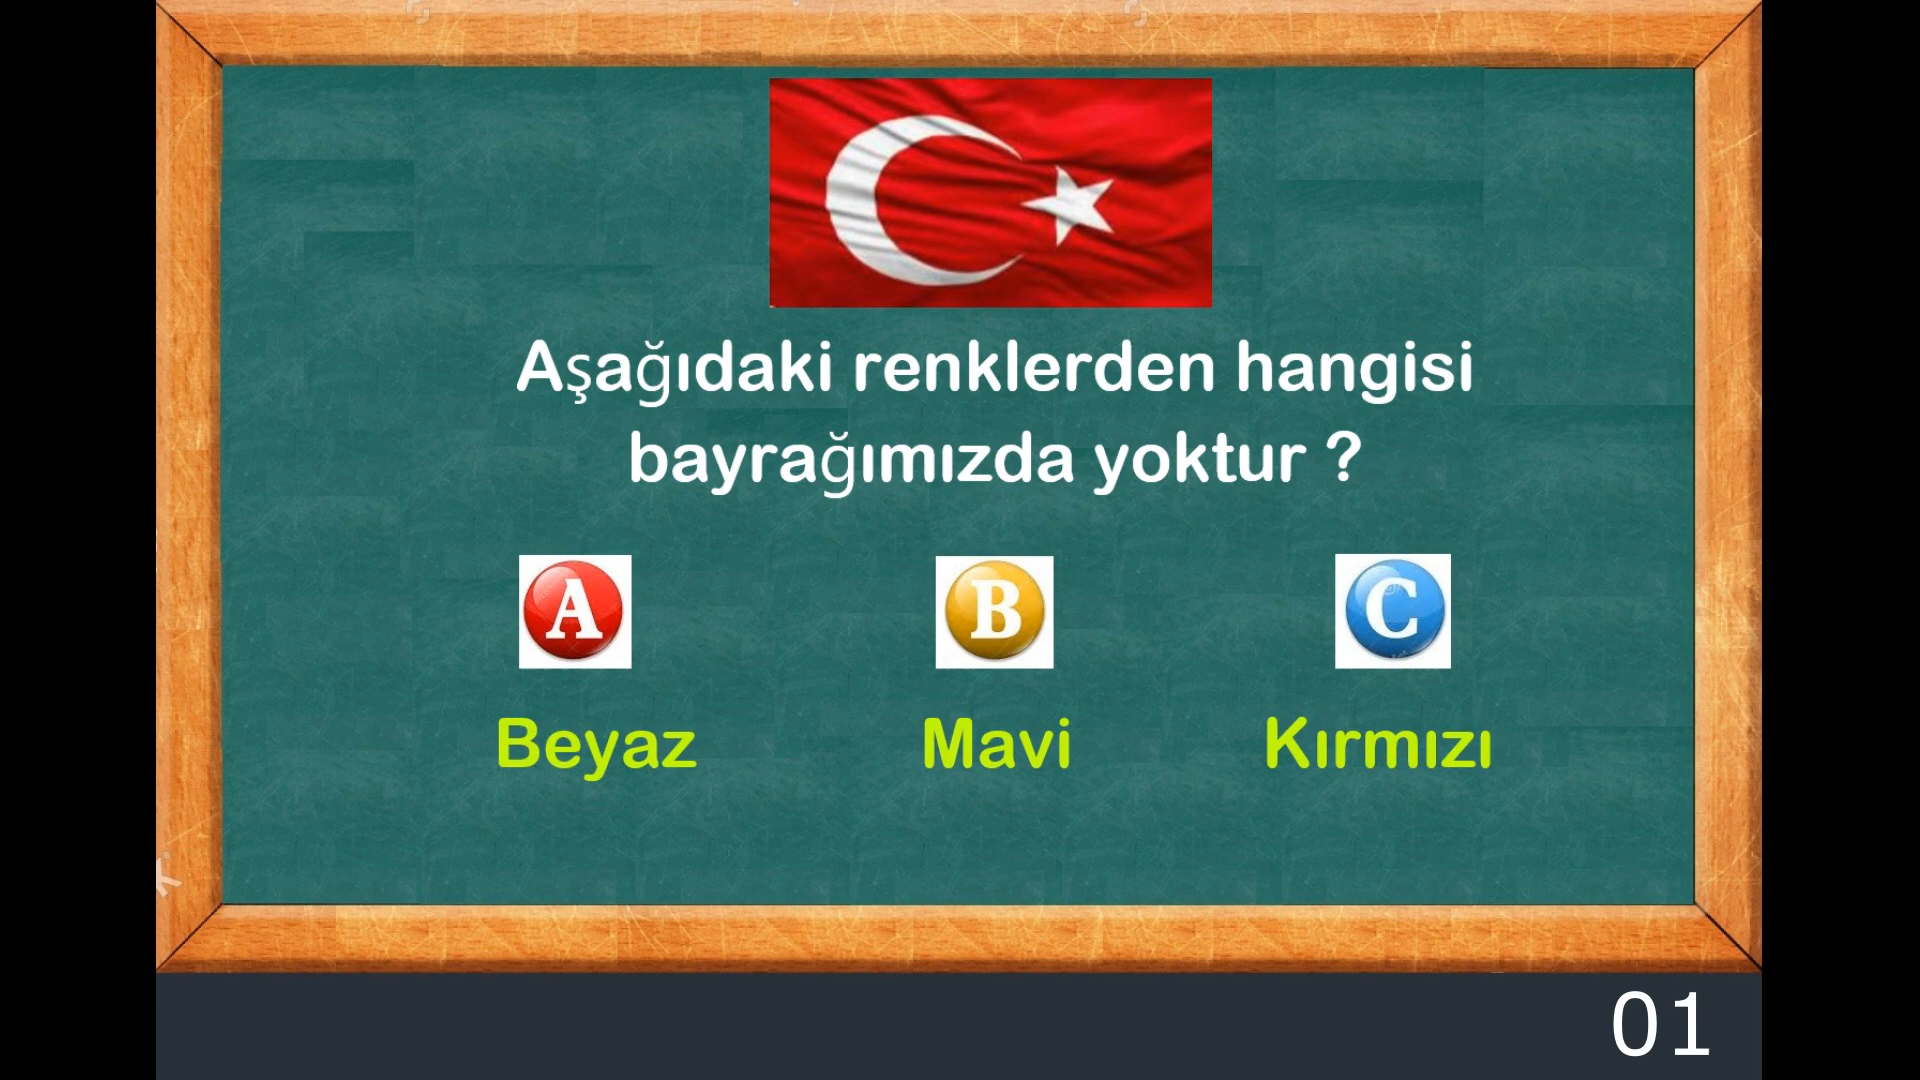 Aşağıdaki renklerden hangisi
bayrağımızda yoktur ?
A B C
Beyaz Mavi Kırmızı
01